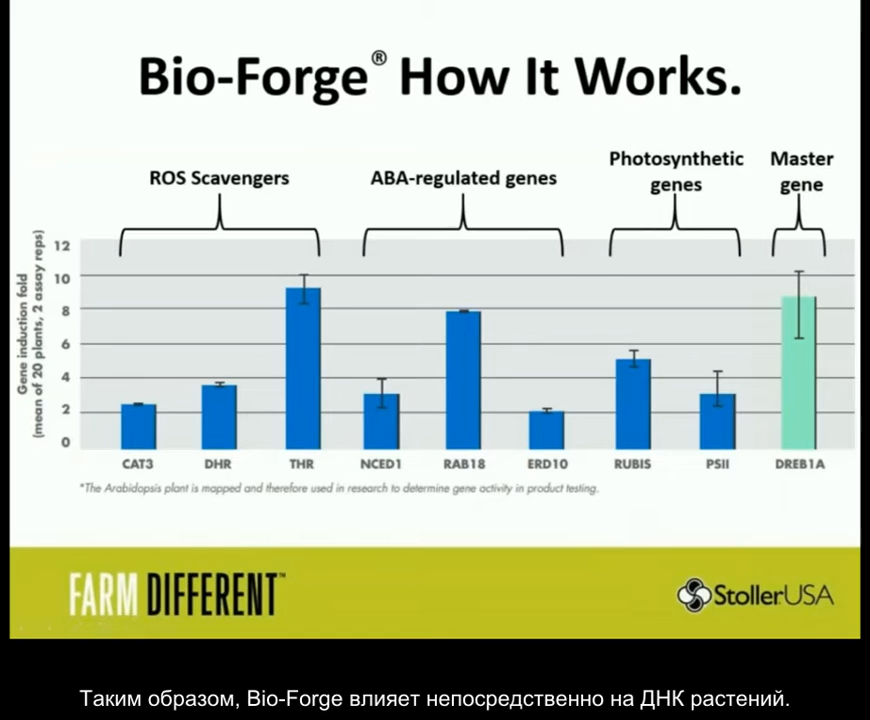 Bio-Forge® How It Works.
ROS Scavengers
ABA-regulated genes
Photosynthetic
genes
Master
gene
Gene induction fold
(mean of 20 plants, 2 assay reps)
12
10
8
6
4
2
0
CAT3 DHR THR NCED1 RAB18 ERD10 RUBIS PSII DREB1A
*The Arabidopsis plant is mapped and therefore used in research to determine gene activity in product testing.
FARM DIFFERENT™
StollerUSA
Таким образом, Bio-Forge влияет непосредственно на ДНК растений.